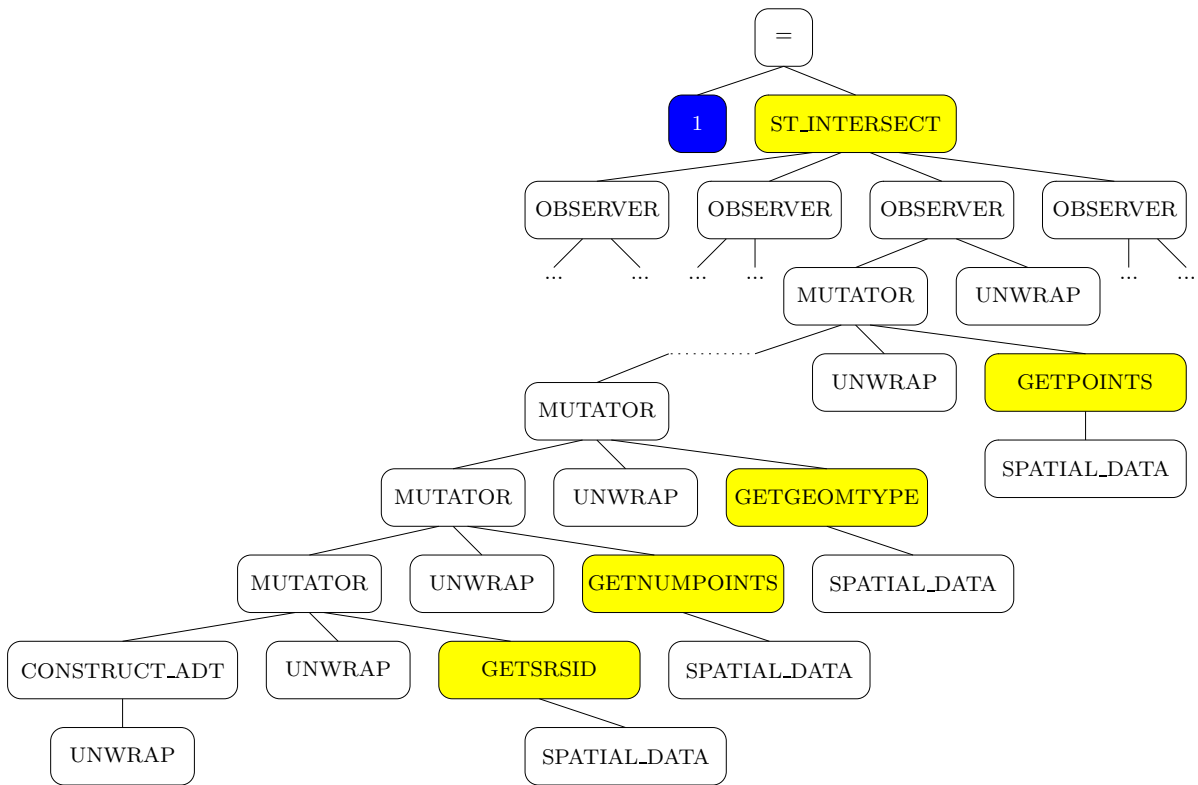 =
1 ST_INTERSECT
OBSERVER OBSERVER OBSERVER OBSERVER
... ... ... ... ... ...
MUTATOR UNWRAP
UNWRAP GETPOINTS
MUTATOR
SPATIAL_DATA
MUTATOR UNWRAP GETGEOMTYPE
MUTATOR UNWRAP GETNUMPOINTS SPATIAL_DATA
CONSTRUCT_ADT UNWRAP GETSRSID SPATIAL_DATA
UNWRAP SPATIAL_DATA